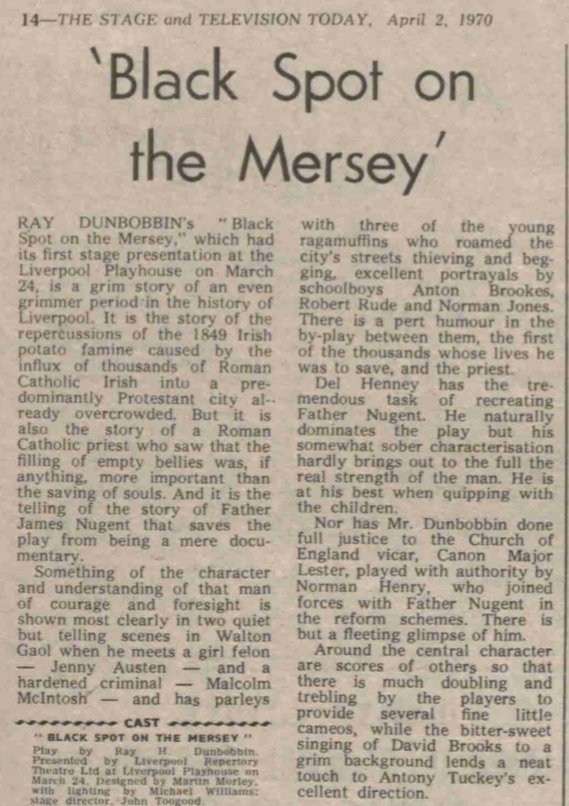 14—THE STAGE and TELEVISION TODAY, April 2, 1970
'Black Spot on
the Mersey'
RAY DUNBOBBIN's "Black
Spot on the Mersey," which had
its first stage presentation at the
Liverpool Playhouse on March
24, is a grim story of an even
grimmer period in the history of
Liverpool. It is the story of the
repercussions of the 1849 Irish
potato famine caused by the
influx of thousands of Roman
Catholic Irish into a pre-
dominantly Protestant city al-
ready overcrowded. But it is
also the story of a Roman
Catholic priest who saw that the
filling of empty bellies was, if
anything, more important than
the saving of souls. And it is the
telling of the story of Father
James Nugent that saves the
play from being a mere docu-
mentary.
Something of the character
and understanding of that man
of courage and foresight is
shown most clearly in two quiet
but telling scenes in Walton
Gaol when he meets a girl felon
— Jenny Austen — and a
hardened criminal — Malcolm
McIntosh — and has parleys
CAST
"BLACK SPOT ON THE MERSEY"
Play by Ray H. Dunbobbin.
Presented by Liverpool Repertory
Theatre Ltd at Liverpool Playhouse on
March 24. Designed by Martin Morley,
with lighting by Michael Williams;
stage director, John Toogood.
with three of the young
ragamuffins who roamed the
city's streets thieving and beg-
ging, excellent portrayals by
schoolboys Anton Brookes,
Robert Rude and Norman Jones.
There is a pert humour in the
by-play between them, the first
of the thousands whose lives he
was to save, and the priest.
Del Henney has the tre-
mendous task of recreating
Father Nugent. He naturally
dominates the play but his
somewhat sober characterisation
hardly brings out to the full the
real strength of the man. He is
at his best when quipping with
the children.
Nor has Mr. Dunbobbin done
full justice to the Church of
England vicar, Canon Major
Lester, played with authority by
Norman Henry, who joined
forces with Father Nugent in
the reform schemes. There is
but a fleeting glimpse of him.
Around the central character
are scores of others so that
there is much doubling and
trebling by the players to
provide several fine little
cameos, while the bitter-sweet
singing of David Brooks to a
grim background lends a neat
touch to Antony Tuckey's ex-
cellent direction.